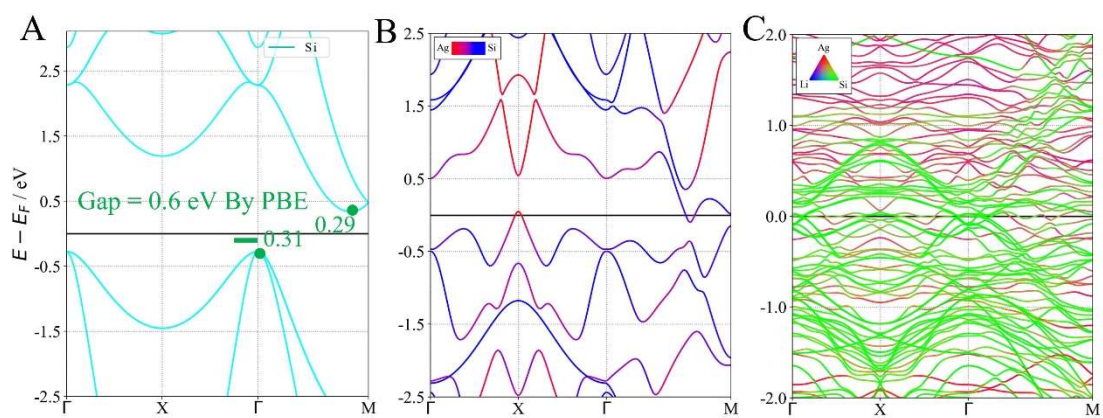 A
Si
2.5
1.5
0.5
-0.5
-1.5
-2.5
E − E_F / eV
Gap = 0.6 eV By PBE
0.29
0.31
Γ X Γ M
B
Ag Si
2.5
1.5
0.5
-0.5
-1.5
-2.5
Γ X Γ M
C
Ag
Li Si
2.0
1.0
0.0
-1.0
-2.0
Γ X Γ M